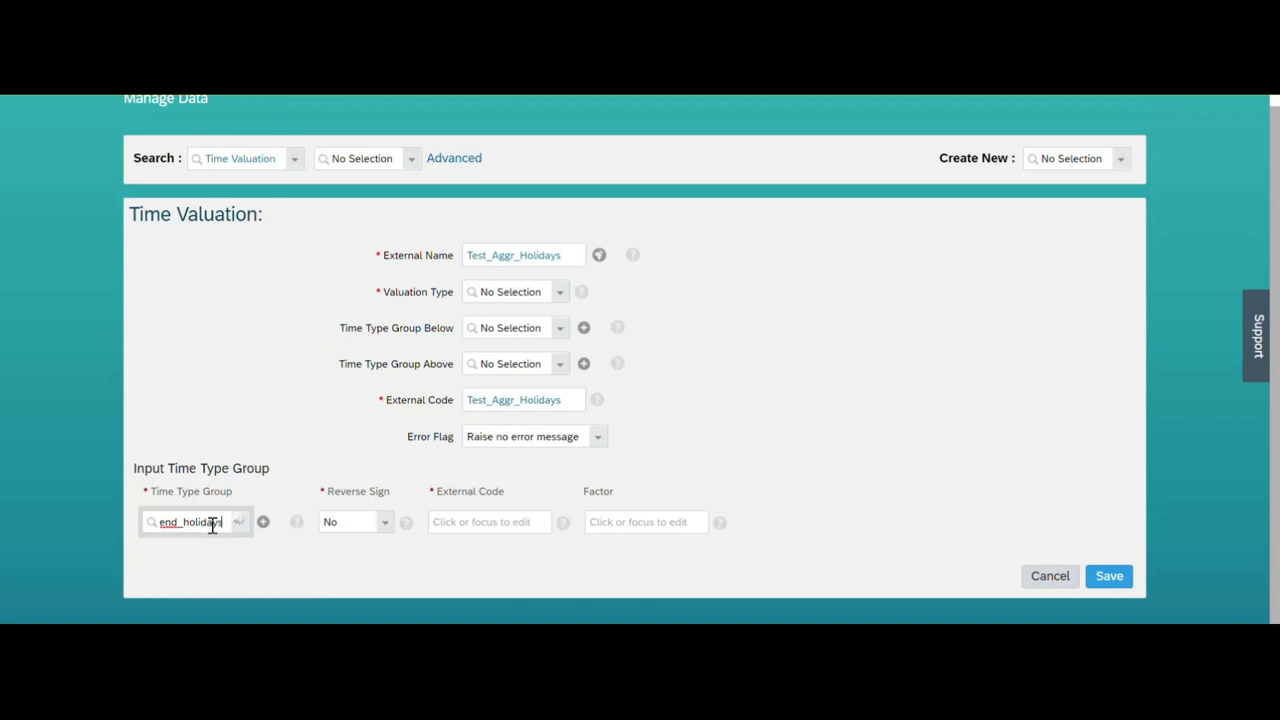 Manage Data
Search : Time Valuation No Selection Advanced Create New : No Selection
Time Valuation:
* External Name Test_Aggr_Holidays
* Valuation Type No Selection
Time Type Group Below No Selection
Time Type Group Above No Selection
* External Code Test_Aggr_Holidays
Error Flag Raise no error message
Support
Input Time Type Group
* Time Type Group * Reverse Sign * External Code Factor
end_holidays No Click or focus to edit Click or focus to edit
Cancel Save